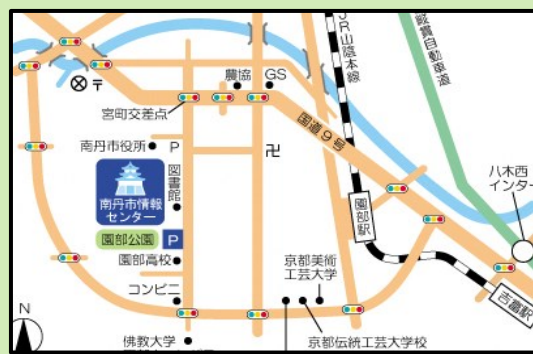 JR山陰本線
縦貫自動車道
農協
GS
宮町交差点
国道9号
南丹市役所
P
図書館
南丹市情報
センター
八木西
インター
園部駅
園部公園
P
園部高校
京都美術
工芸大学
コンビニ
吉富駅
N
佛教大学
京都伝統工芸大学校